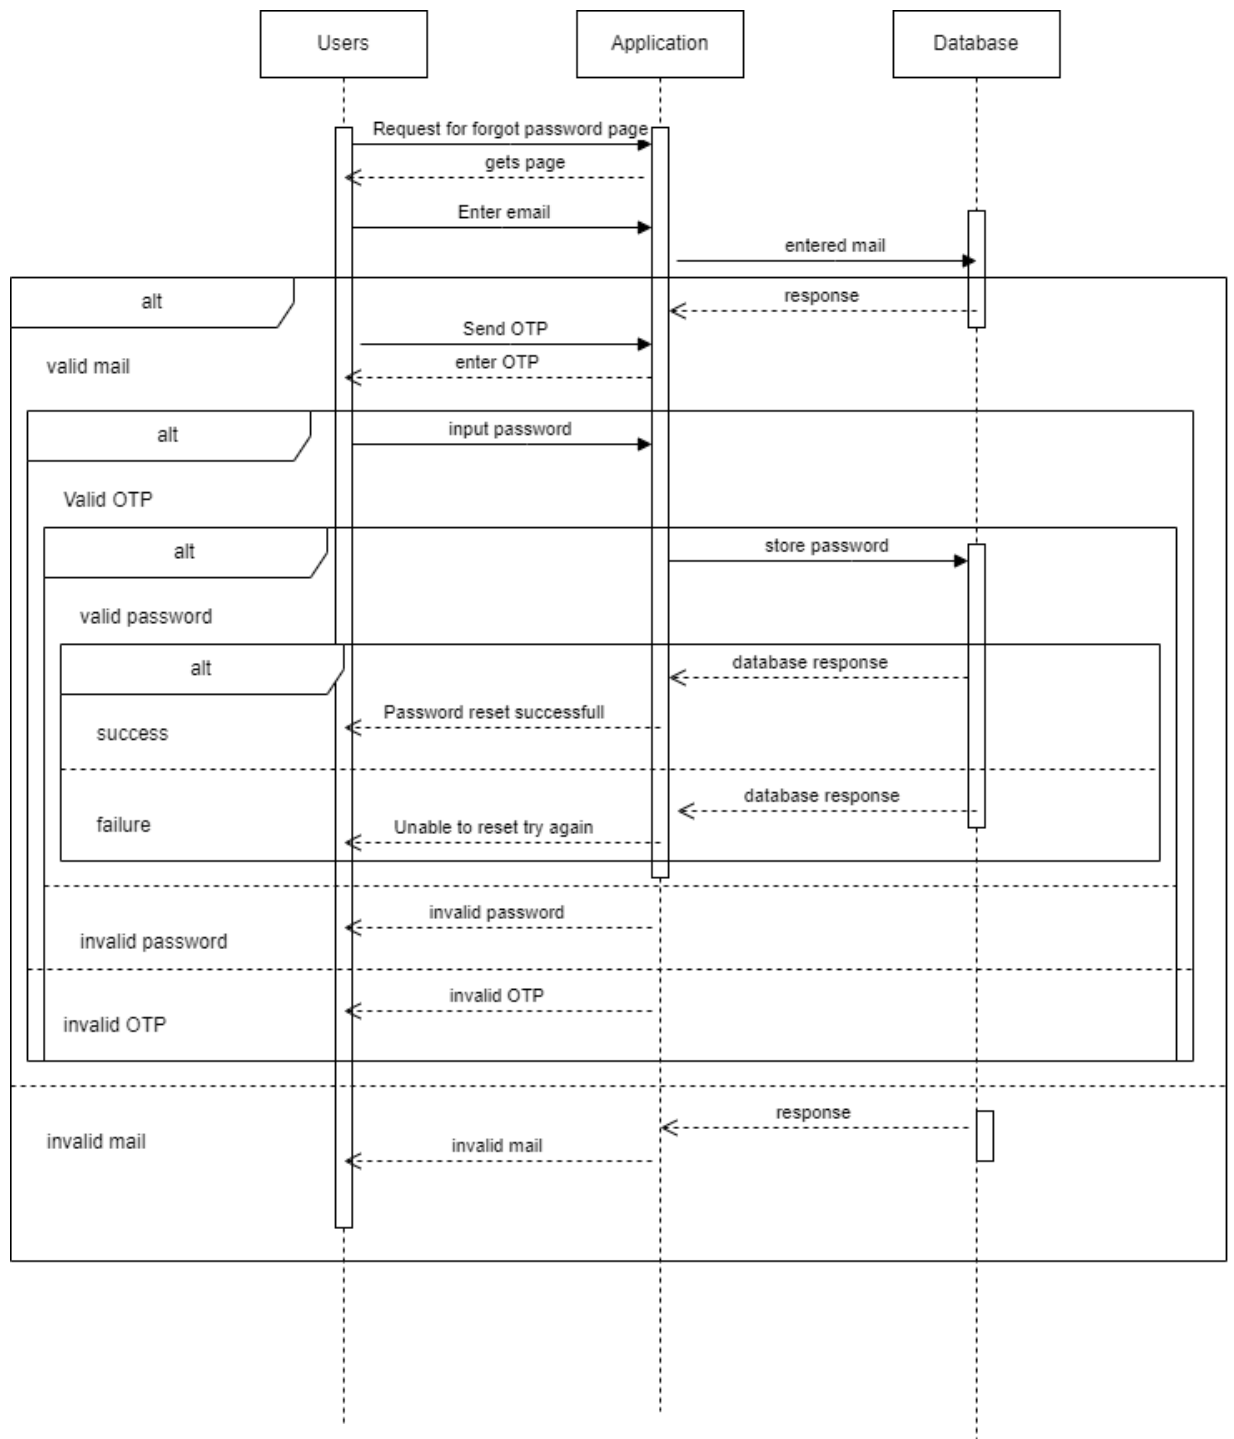 Users
Application
Database
Request for forgot password page
gets page
Enter email
entered mail
alt
response
Send OTP
valid mail
enter OTP
alt
input password
Valid OTP
alt
store password
valid password
alt
database response
Password reset successfull
success
database response
failure
Unable to reset try again
invalid password
invalid password
invalid OTP
invalid OTP
response
invalid mail
invalid mail